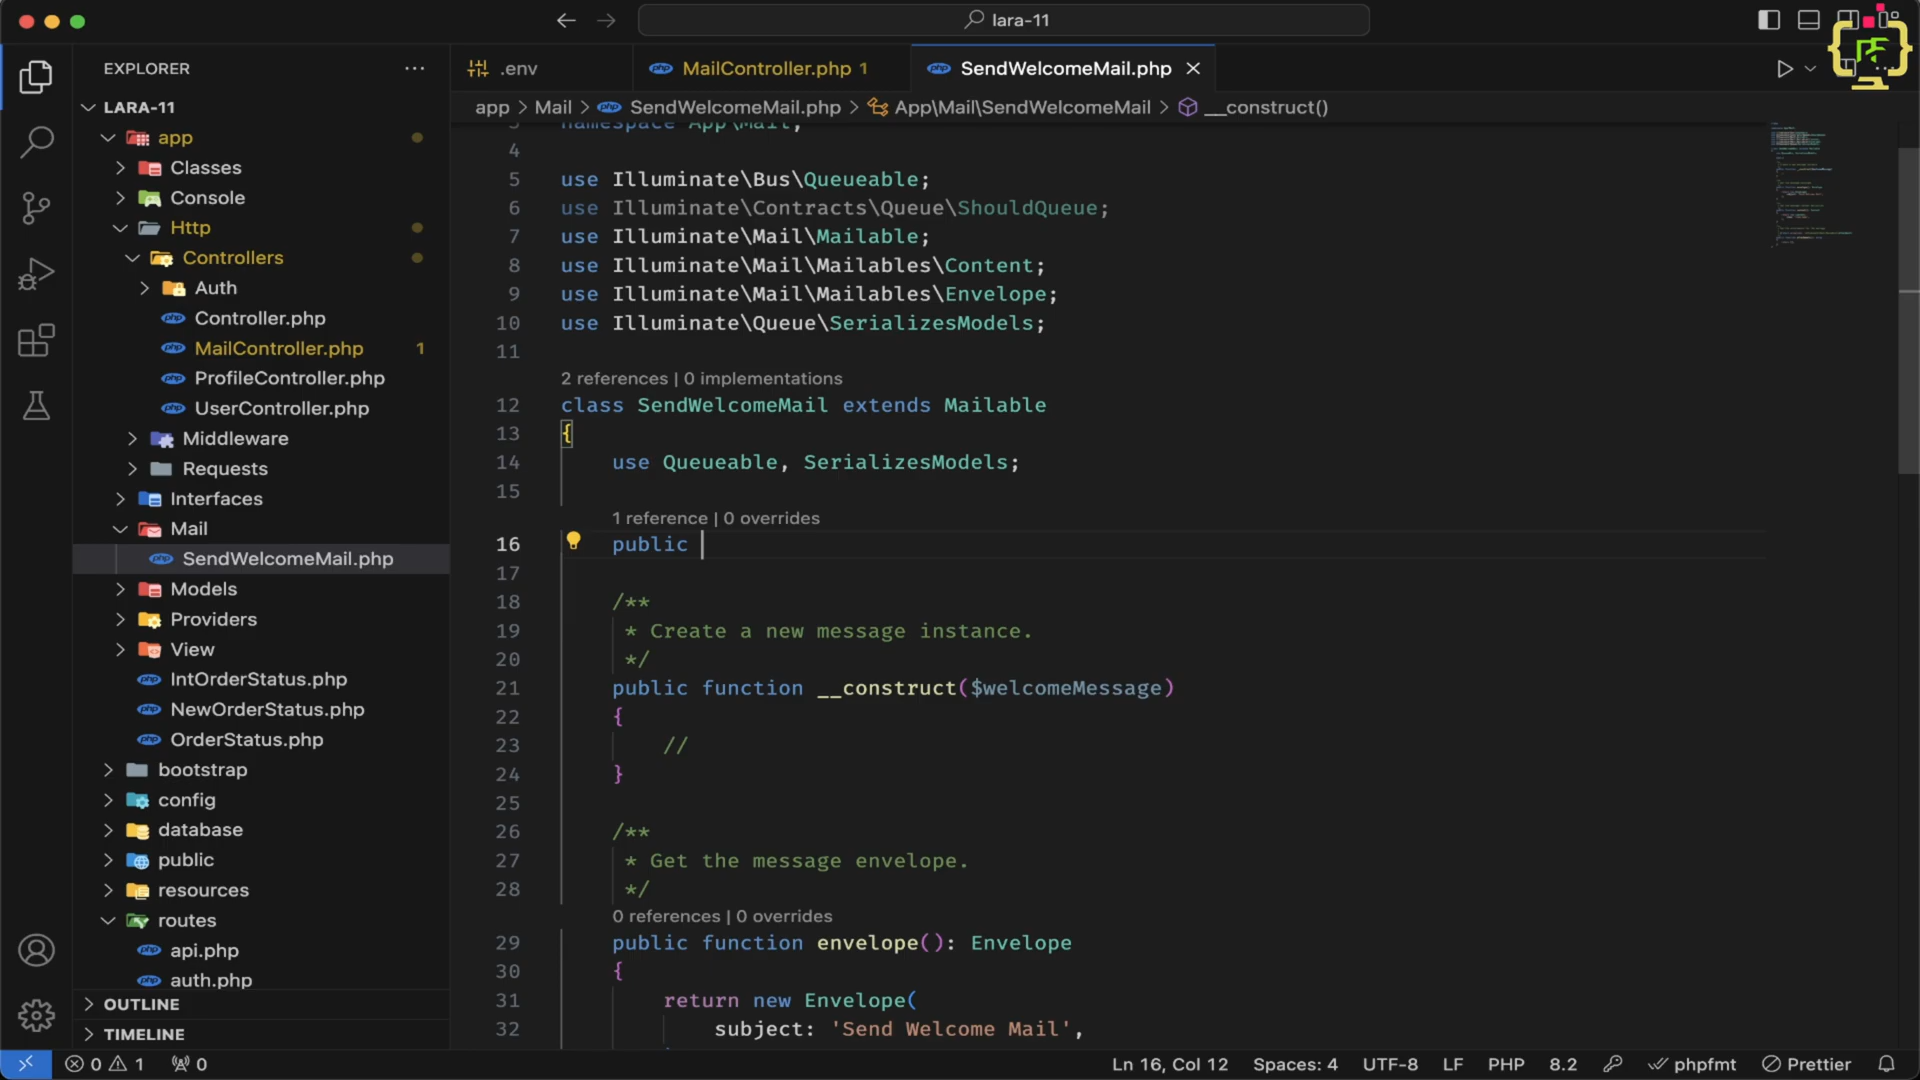 lara-11
EXPLORER
.env
MailController.php 1
SendWelcomeMail.php
app > Mail > SendWelcomeMail.php > App\Mail\SendWelcomeMail > __construct()
LARA-11
app
Classes
Console
Http
Controllers
Auth
Controller.php
MailController.php 1
ProfileController.php
UserController.php
Middleware
Requests
Interfaces
Mail
SendWelcomeMail.php
Models
Providers
View
IntOrderStatus.php
NewOrderStatus.php
OrderStatus.php
bootstrap
config
database
public
resources
routes
api.php
auth.php
OUTLINE
TIMELINE
3 namespace App\Mail;
4
5 use Illuminate\Bus\Queueable;
6 use Illuminate\Contracts\Queue\ShouldQueue;
7 use Illuminate\Mail\Mailable;
8 use Illuminate\Mail\Mailables\Content;
9 use Illuminate\Mail\Mailables\Envelope;
10 use Illuminate\Queue\SerializesModels;
11
2 references | 0 implementations
12 class SendWelcomeMail extends Mailable
13 {
14 use Queueable, SerializesModels;
15
1 reference | 0 overrides
16 public
17
18 /**
19 * Create a new message instance.
20 */
21 public function __construct($welcomeMessage)
22 {
23 //
24 }
25
26 /**
27 * Get the message envelope.
28 */
0 references | 0 overrides
29 public function envelope(): Envelope
30 {
31 return new Envelope(
32 subject: 'Send Welcome Mail',
0 1 0
Ln 16, Col 12 Spaces: 4 UTF-8 LF PHP 8.2 phpfmt Prettier